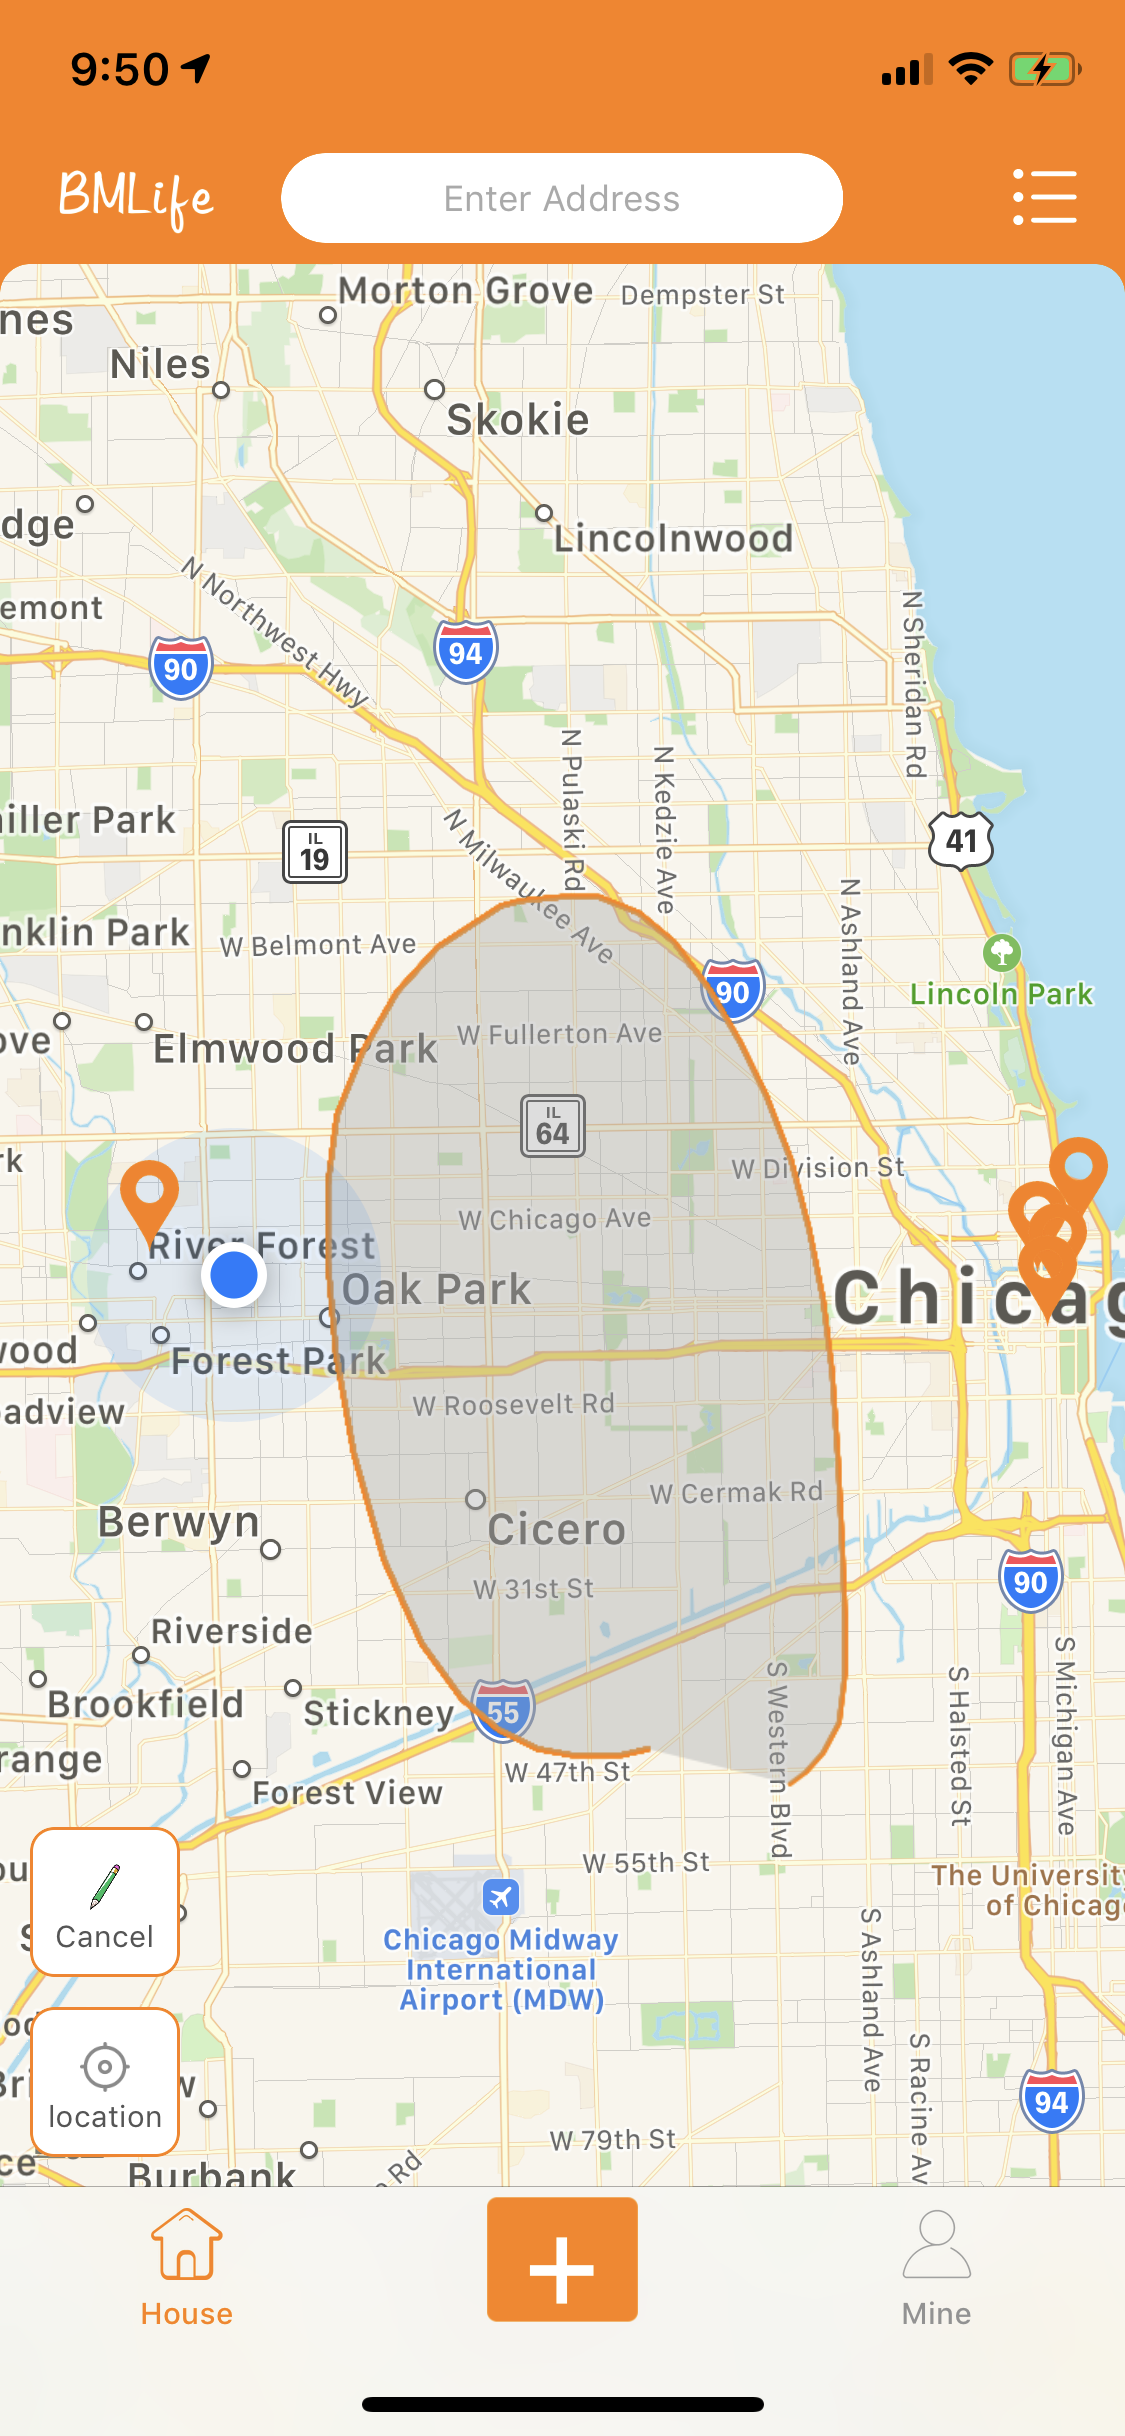 9:50
BMLife
Enter Address
Morton Grove
Dempster St
nes
Niles
Skokie
dge
Lincolnwood
emont
N Northwest Hwy
90
94
N Sheridan Rd
N Pulaski Rd
N Kedzie Ave
iller Park
IL
19
N Milwaukee Ave
41
N Ashland Ave
nklin Park
W Belmont Ave
90
Lincoln Park
ove
Elmwood Park
W Fullerton Ave
IL
64
rk
W Division St
W Chicago Ave
River Forest
Oak Park
Chicag
wood
Forest Park
adview
W Roosevelt Rd
W Cermak Rd
Berwyn
Cicero
W 31st St
90
Riverside
Brookfield
Stickney
55
S Western Blvd
S Halsted St
S Michigan Ave
range
W 47th St
Forest View
W 55th St
The University
of Chicag
Cancel
Chicago Midway
International
Airport (MDW)
S Ashland Ave
S Racine Av
location
94
W 79th St
Burbank
Rd
House
Mine